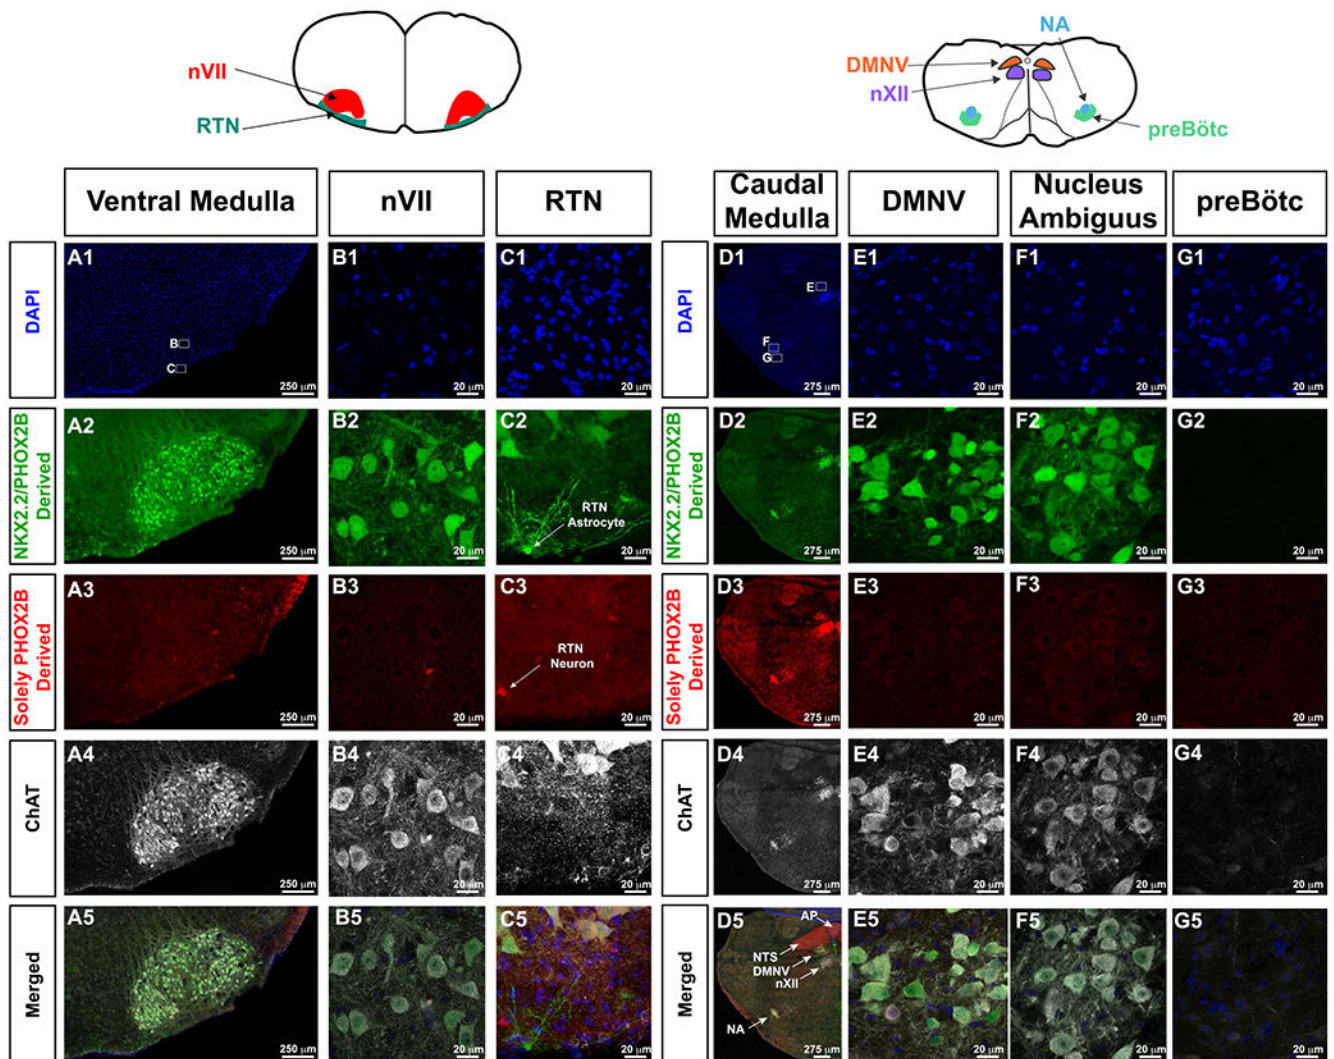 nVII
RTN
NA
DMNV
nXII
preBötc
Ventral Medulla
nVII
RTN
Caudal
Medulla
DMNV
Nucleus
Ambiguus
preBötc
DAPI
A1
B
C
250 µm
B1
20 µm
C1
20 µm
DAPI
D1
E
F
G
275 µm
E1
20 µm
F1
20 µm
G1
20 µm
NKX2.2/PHOX2B
Derived
A2
250 µm
B2
20 µm
C2
RTN
Astrocyte
20 µm
NKX2.2/PHOX2B
Derived
D2
275 µm
E2
20 µm
F2
20 µm
G2
20 µm
Solely PHOX2B
Derived
A3
250 µm
B3
20 µm
C3
RTN
Neuron
20 µm
Solely PHOX2B
Derived
D3
275 µm
E3
20 µm
F3
20 µm
G3
20 µm
ChAT
A4
250 µm
B4
20 µm
C4
20 µm
ChAT
D4
275 µm
E4
20 µm
F4
20 µm
G4
20 µm
Merged
A5
250 µm
B5
20 µm
C5
20 µm
Merged
D5
AP
NTS
DMNV
nXII
NA
275 µm
E5
20 µm
F5
20 µm
G5
20 µm